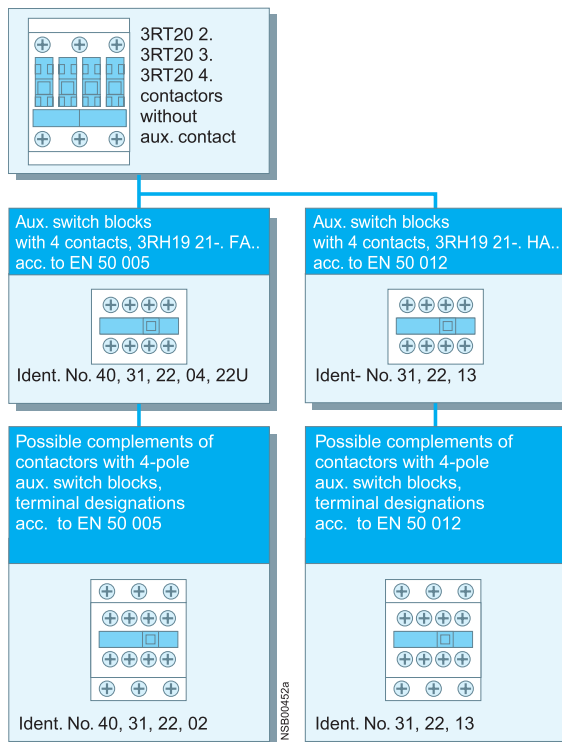 3RT20 2.
3RT20 3.
3RT20 4.
contactors
without
aux. contact
Aux. switch blocks
with 4 contacts, 3RH19 21-. FA..
acc. to EN 50 005
Ident. No. 40, 31, 22, 04, 22U
Aux. switch blocks
with 4 contacts, 3RH19 21-. HA..
acc. to EN 50 012
Ident- No. 31, 22, 13
Possible complements of
contactors with 4-pole
aux. switch blocks,
terminal designations
acc. to EN 50 005
Ident. No. 40, 31, 22, 02
Possible complements of
contactors with 4-pole
aux. switch blocks,
terminal designations
acc. to EN 50 012
Ident. No. 31, 22, 13
NSB00452a